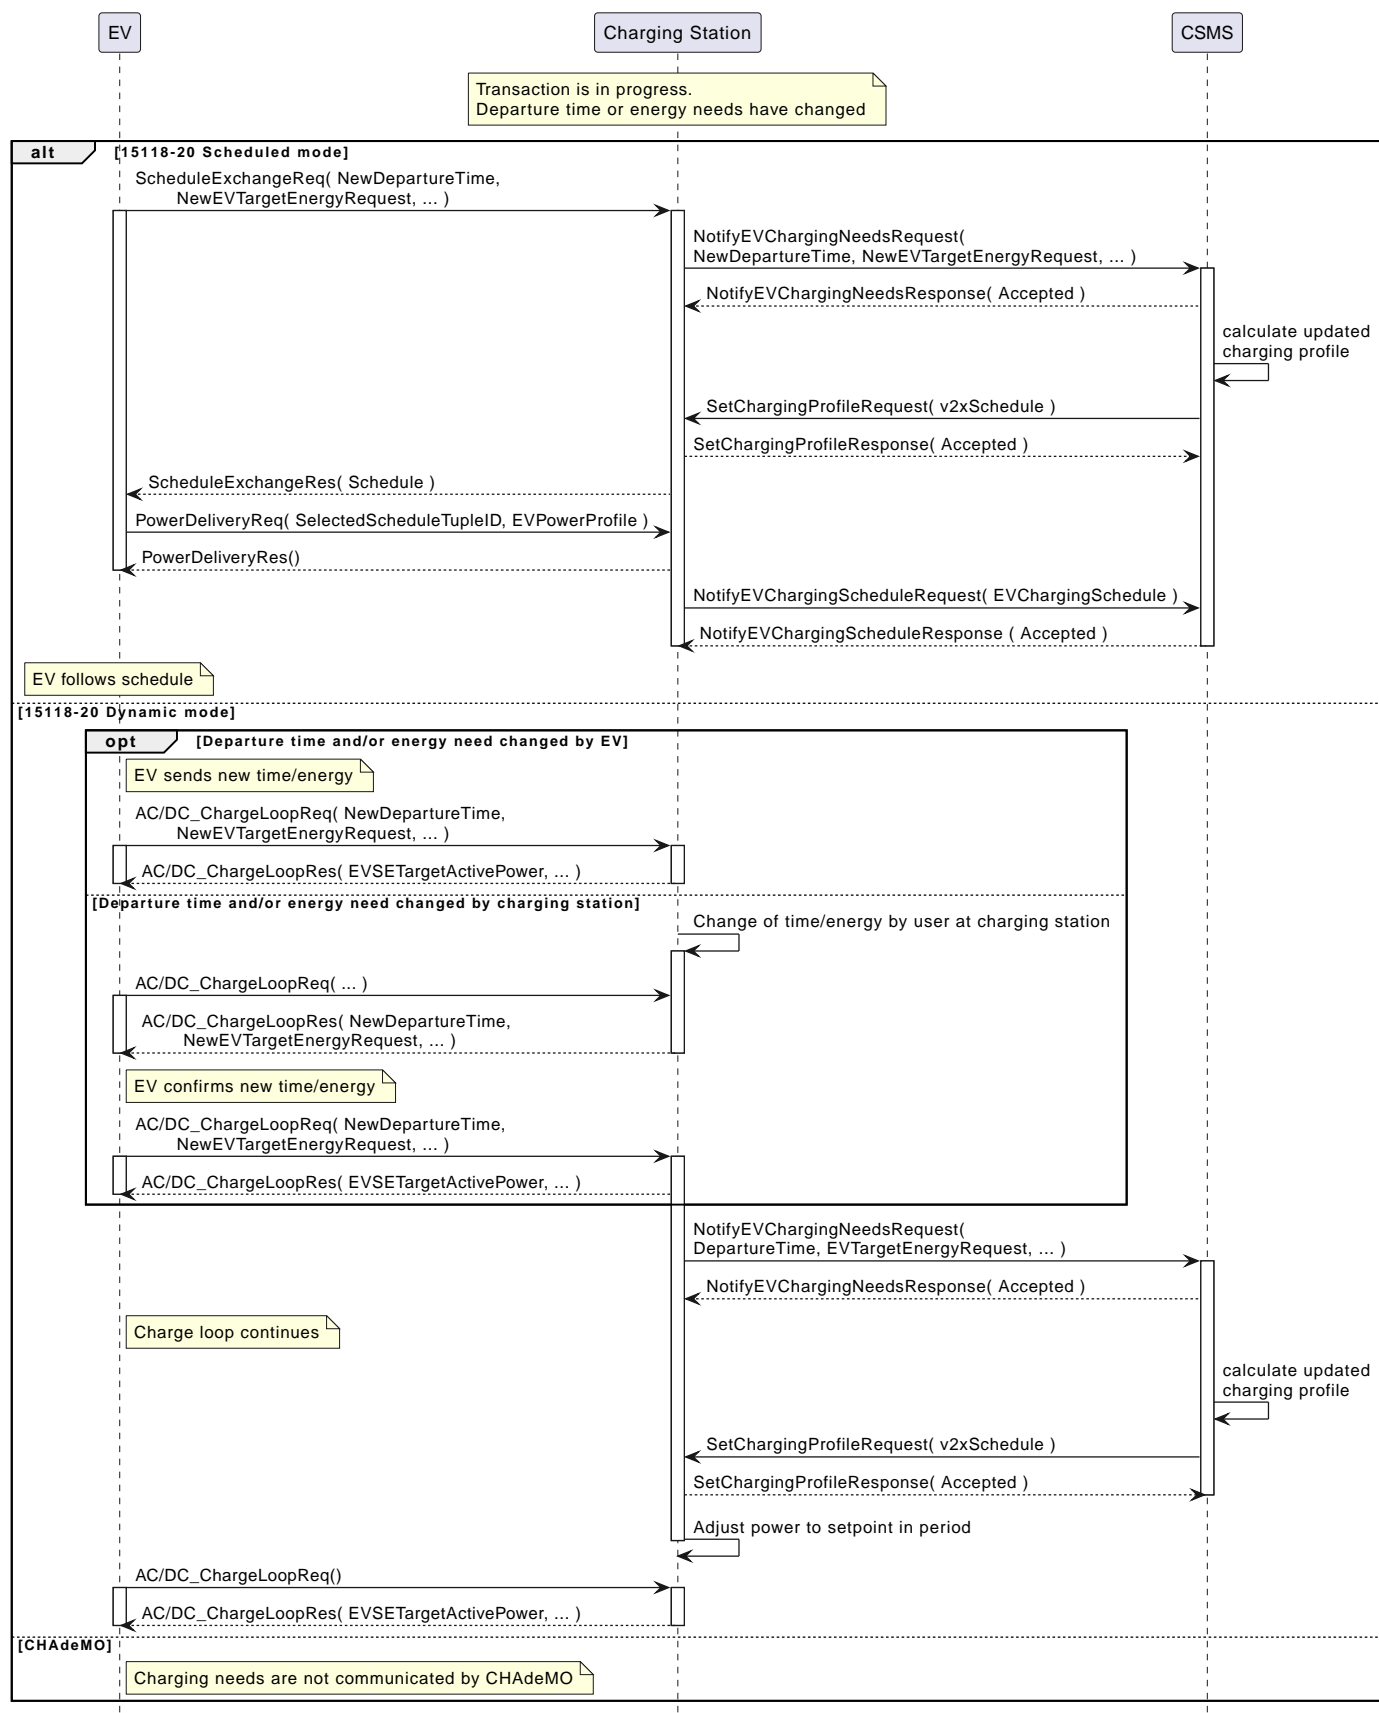 EV
Charging Station
CSMS
Transaction is in progress.
Departure time or energy needs have changed
alt
[15118-20 Scheduled mode]
ScheduleExchangeReq( NewDepartureTime,
NewEVTargetEnergyRequest, ... )
NotifyEVChargingNeedsRequest(
NewDepartureTime, NewEVTargetEnergyRequest, ... )
NotifyEVChargingNeedsResponse( Accepted )
calculate updated
charging profile
SetChargingProfileRequest( v2xSchedule )
SetChargingProfileResponse( Accepted )
ScheduleExchangeRes( Schedule )
PowerDeliveryReq( SelectedScheduleTupleID, EVPowerProfile )
PowerDeliveryRes()
NotifyEVChargingScheduleRequest( EVChargingSchedule )
NotifyEVChargingScheduleResponse ( Accepted )
EV follows schedule
[15118-20 Dynamic mode]
opt
[Departure time and/or energy need changed by EV]
EV sends new time/energy
AC/DC_ChargeLoopReq( NewDepartureTime,
NewEVTargetEnergyRequest, ... )
AC/DC_ChargeLoopRes( EVSETargetActivePower, ... )
[Departure time and/or energy need changed by charging station]
Change of time/energy by user at charging station
AC/DC_ChargeLoopReq( ... )
AC/DC_ChargeLoopRes( NewDepartureTime,
NewEVTargetEnergyRequest, ... )
EV confirms new time/energy
AC/DC_ChargeLoopReq( NewDepartureTime,
NewEVTargetEnergyRequest, ... )
AC/DC_ChargeLoopRes( EVSETargetActivePower, ... )
NotifyEVChargingNeedsRequest(
DepartureTime, EVTargetEnergyRequest, ... )
NotifyEVChargingNeedsResponse( Accepted )
Charge loop continues
calculate updated
charging profile
SetChargingProfileRequest( v2xSchedule )
SetChargingProfileResponse( Accepted )
Adjust power to setpoint in period
AC/DC_ChargeLoopReq()
AC/DC_ChargeLoopRes( EVSETargetActivePower, ... )
[CHAdeMO]
Charging needs are not communicated by CHAdeMO